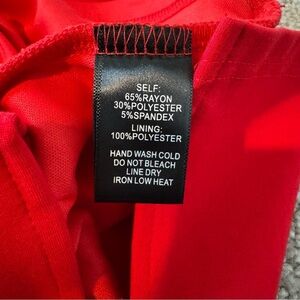 SELF:
65%RAYON
30%POLYESTER
5%SPANDEX
LINING:
100%POLYESTER
HAND WASH COLD
DO NOT BLEACH
LINE DRY
IRON LOW HEAT